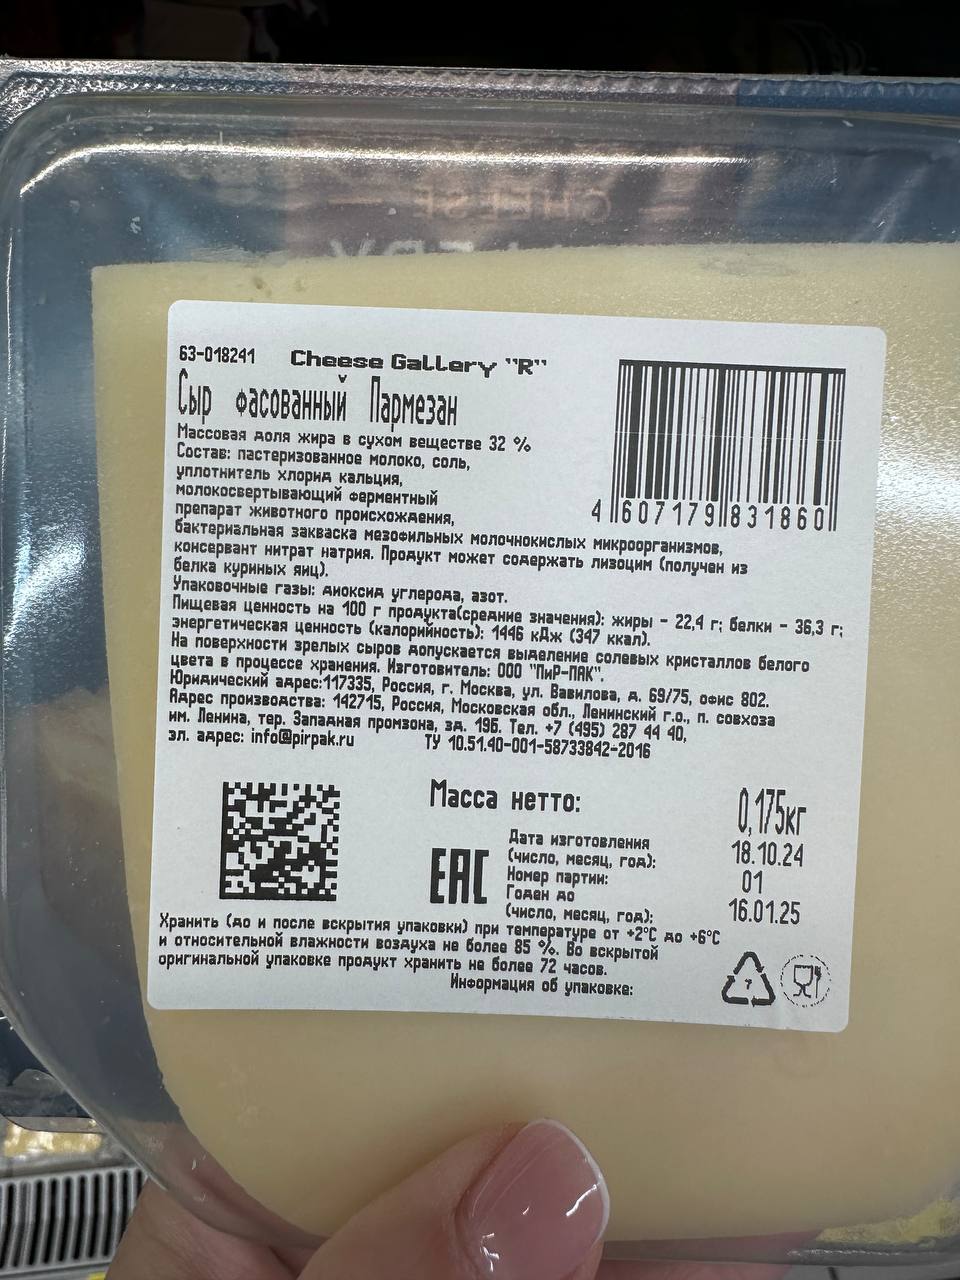 CHEESE
63-018241 Cheese Gallery "R"
Сыр фасованный Пармезан
Массовая доля жира в сухом веществе 32 %
Состав: пастеризованное молоко, соль,
уплотнитель хлорид кальция,
молокосвертывающий ферментный
препарат животного происхождения,
бактериальная закваска мезофильных молочнокислых микроорганизмов,
консервант нитрат натрия. Продукт может содержать лизоцим (получен из
белка куриных яиц).
Упаковочные газы: диоксид углерода, азот.
Пищевая ценность на 100 г продукта(средние значения): жиры - 22,4 г; белки - 36,3 г;
энергетическая ценность (калорийность): 1446 кДж (347 ккал).
На поверхности зрелых сыров допускается выделение солевых кристаллов белого
цвета в процессе хранения. Изготовитель: ООО "ПиР-ПАК".
Юридический адрес:117335, Россия, г. Москва, ул. Вавилова, д. 69/75, офис 802.
Адрес производства: 142715, Россия, Московская обл., Ленинский г.о., п. совхоза
им. Ленина, тер. Западная промзона, зд. 19б. Тел. +7 (495) 287 44 40,
эл. адрес: info@pirpak.ru ТУ 10.51.40-001-58733842-2016
4 607179 831860
Масса нетто: 0,175кг
Дата изготовления
(число, месяц, год): 18.10.24
Номер партии: 01
Годен до
(число, месяц, год): 16.01.25
EAC
Хранить (до и после вскрытия упаковки) при температуре от +2°C до +6°C
и относительной влажности воздуха не более 85 %. Во вскрытой
оригинальной упаковке продукт хранить не более 72 часов.
Информация об упаковке:
7